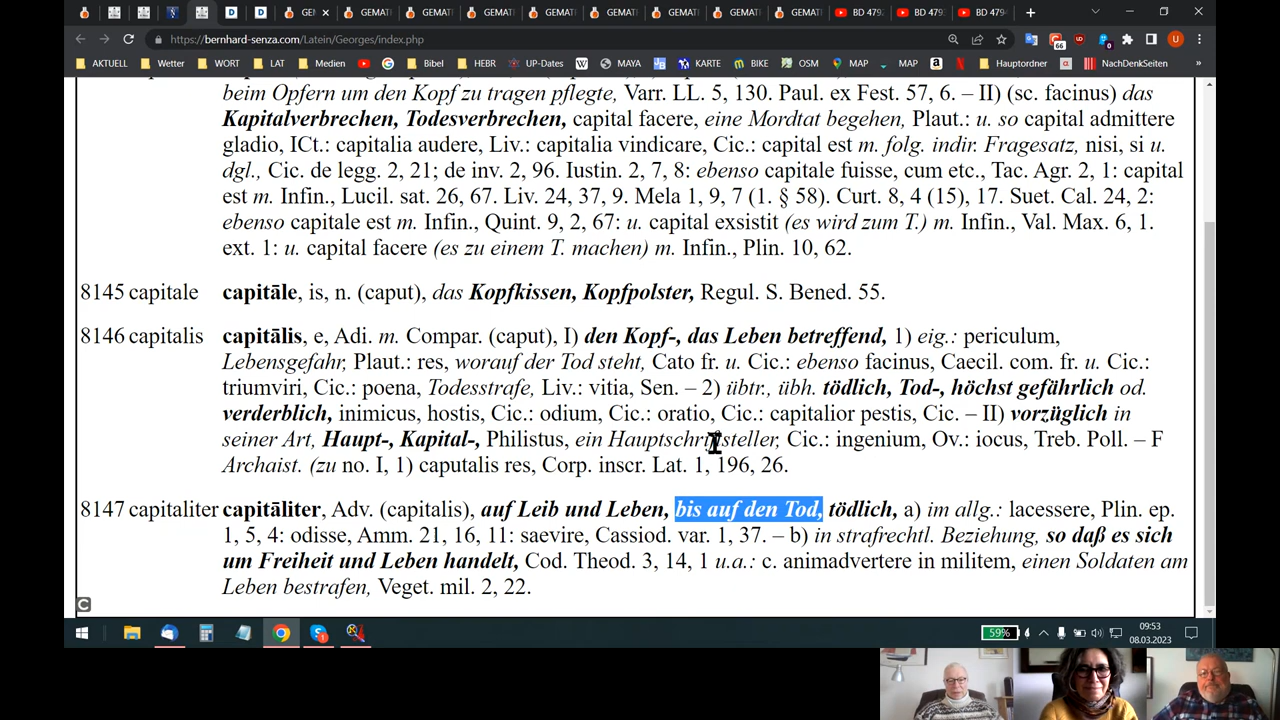 GEM
GEMATR
GEMATI
GEMATI
GEMATI
GEMATR
GEMATR
GEMATR
GEMATR
BD 4792
BD 479
BD 479
https://bernhard-senza.com/Latein/Georges/index.php
AKTUELL Wetter WORT LAT Medien Bibel HEBR UP-Dates MAYA KARTE BIKE OSM MAP MAP Hauptordner NachDenkSeiten
beim Opfern um den Kopf zu tragen pflegte, Varr. LL. 5, 130. Paul. ex Fest. 57, 6. – II) (sc. facinus) das
Kapitalverbrechen, Todesverbrechen, capital facere, eine Mordtat begehen, Plaut.: u. so capital admittere
gladio, ICt.: capitalia audere, Liv.: capitalia vindicare, Cic.: capital est m. folg. indir. Fragesatz, nisi, si u.
dgl., Cic. de legg. 2, 21; de inv. 2, 96. Iustin. 2, 7, 8: ebenso capitale fuisse, cum etc., Tac. Agr. 2, 1: capital
est m. Infin., Lucil. sat. 26, 67. Liv. 24, 37, 9. Mela 1, 9, 7 (1. § 58). Curt. 8, 4 (15), 17. Suet. Cal. 24, 2:
ebenso capitale est m. Infin., Quint. 9, 2, 67: u. capital exsistit (es wird zum T.) m. Infin., Val. Max. 6, 1.
ext. 1: u. capital facere (es zu einem T. machen) m. Infin., Plin. 10, 62.
8145 capitale capitāle, is, n. (caput), das Kopfkissen, Kopfpolster, Regul. S. Bened. 55.
8146 capitalis capitālis, e, Adi. m. Compar. (caput), I) den Kopf-, das Leben betreffend, 1) eig.: periculum,
Lebensgefahr, Plaut.: res, worauf der Tod steht, Cato fr. u. Cic.: ebenso facinus, Caecil. com. fr. u. Cic.:
triumviri, Cic.: poena, Todesstrafe, Liv.: vitia, Sen. – 2) übtr., übh. tödlich, Tod-, höchst gefährlich od.
verderblich, inimicus, hostis, Cic.: odium, Cic.: oratio, Cic.: capitalior pestis, Cic. – II) vorzüglich in
seiner Art, Haupt-, Kapital-, Philistus, ein Hauptschriftsteller, Cic.: ingenium, Ov.: iocus, Treb. Poll. – F
Archaist. (zu no. I, 1) caputalis res, Corp. inscr. Lat. 1, 196, 26.
8147 capitaliter capitāliter, Adv. (capitalis), auf Leib und Leben, bis auf den Tod, tödlich, a) im allg.: lacessere, Plin. ep.
1, 5, 4: odisse, Amm. 21, 16, 11: saevire, Cassiod. var. 1, 37. – b) in strafrechtl. Beziehung, so daß es sich
um Freiheit und Leben handelt, Cod. Theod. 3, 14, 1 u.a.: c. animadvertere in militem, einen Soldaten am
Leben bestrafen, Veget. mil. 2, 22.
59%
09:53
08.03.2023